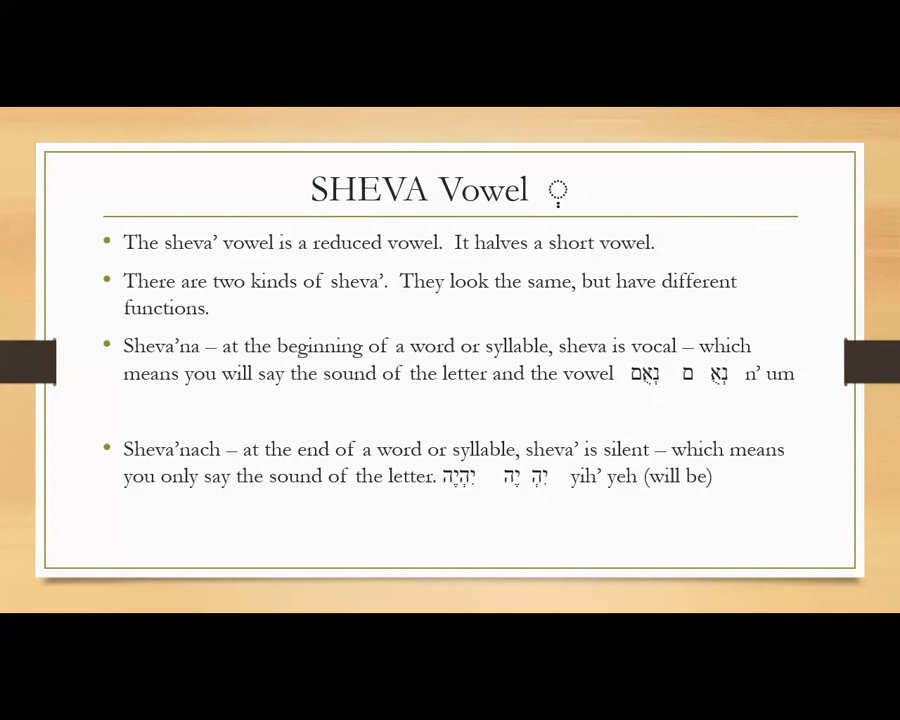 SHEVA Vowel ◌ְ
• The sheva’ vowel is a reduced vowel. It halves a short vowel.
• There are two kinds of sheva’. They look the same, but have different
functions.
• Sheva’na – at the beginning of a word or syllable, sheva is vocal – which
means you will say the sound of the letter and the vowel נְאֻ ם נְאֻם n’ um
• Sheva’nach – at the end of a word or syllable, sheva’ is silent – which means
you only say the sound of the letter. יִהְ יֶה יִהְיֶה yih’ yeh (will be)